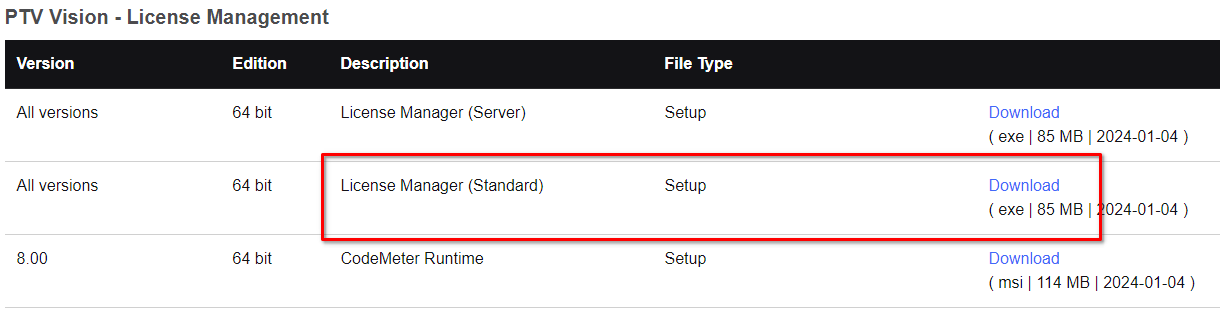 PTV Vision - License Management
Version Edition Description File Type
All versions 64 bit License Manager (Server) Setup Download
( exe | 85 MB | 2024-01-04 )
All versions 64 bit License Manager (Standard) Setup Download
( exe | 85 MB | 2024-01-04 )
8.00 64 bit CodeMeter Runtime Setup Download
( msi | 114 MB | 2024-01-04 )